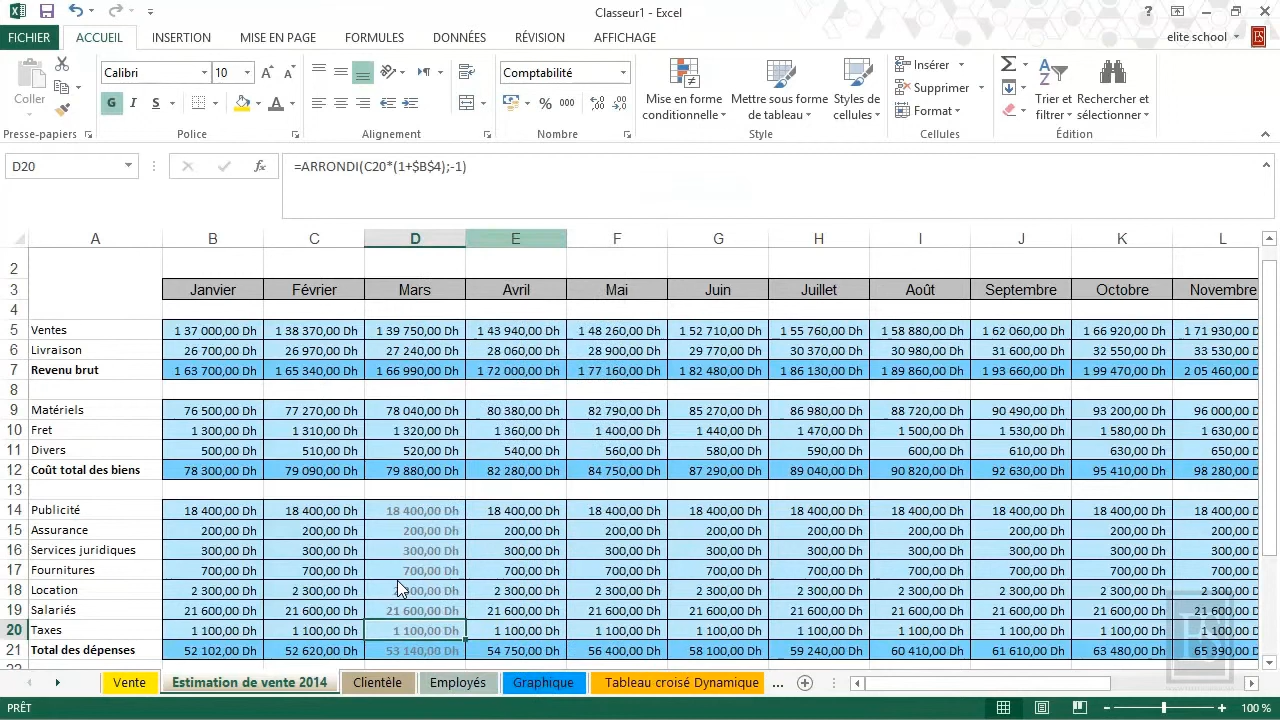 Classeur1 - Excel
FICHIER ACCUEIL INSERTION MISE EN PAGE FORMULES DONNÉES RÉVISION AFFICHAGE elite school
Coller
Calibri 10
G I S
Comptabilité
% 000
Mise en forme conditionnelle
Mettre sous forme de tableau
Styles de cellules
Insérer
Supprimer
Format
Trier et filtrer
Rechercher et sélectionner
Presse-papiers Police Alignement Nombre Style Cellules Édition
D20 =ARRONDI(C20*(1+$B$4);-1)
A B C D E F G H I J K L
2
3 Janvier Février Mars Avril Mai Juin Juillet Août Septembre Octobre Novembre
4
5 Ventes 1 37 000,00 Dh 1 38 370,00 Dh 1 39 750,00 Dh 1 43 940,00 Dh 1 48 260,00 Dh 1 52 710,00 Dh 1 55 760,00 Dh 1 58 880,00 Dh 1 62 060,00 Dh 1 66 920,00 Dh 1 71 930,00 D
6 Livraison 26 700,00 Dh 26 970,00 Dh 27 240,00 Dh 28 060,00 Dh 28 900,00 Dh 29 770,00 Dh 30 370,00 Dh 30 980,00 Dh 31 600,00 Dh 32 550,00 Dh 33 530,00 D
7 Revenu brut 1 63 700,00 Dh 1 65 340,00 Dh 1 66 990,00 Dh 1 72 000,00 Dh 1 77 160,00 Dh 1 82 480,00 Dh 1 86 130,00 Dh 1 89 860,00 Dh 1 93 660,00 Dh 1 99 470,00 Dh 2 05 460,00 D
8
9 Matériels 76 500,00 Dh 77 270,00 Dh 78 040,00 Dh 80 380,00 Dh 82 790,00 Dh 85 270,00 Dh 86 980,00 Dh 88 720,00 Dh 90 490,00 Dh 93 200,00 Dh 96 000,00 D
10 Fret 1 300,00 Dh 1 310,00 Dh 1 320,00 Dh 1 360,00 Dh 1 400,00 Dh 1 440,00 Dh 1 470,00 Dh 1 500,00 Dh 1 530,00 Dh 1 580,00 Dh 1 630,00 D
11 Divers 500,00 Dh 510,00 Dh 520,00 Dh 540,00 Dh 560,00 Dh 580,00 Dh 590,00 Dh 600,00 Dh 610,00 Dh 630,00 Dh 650,00 D
12 Coût total des biens 78 300,00 Dh 79 090,00 Dh 79 880,00 Dh 82 280,00 Dh 84 750,00 Dh 87 290,00 Dh 89 040,00 Dh 90 820,00 Dh 92 630,00 Dh 95 410,00 Dh 98 280,00 D
13
14 Publicité 18 400,00 Dh 18 400,00 Dh 18 400,00 Dh 18 400,00 Dh 18 400,00 Dh 18 400,00 Dh 18 400,00 Dh 18 400,00 Dh 18 400,00 Dh 18 400,00 Dh 18 400,00 D
15 Assurance 200,00 Dh 200,00 Dh 200,00 Dh 200,00 Dh 200,00 Dh 200,00 Dh 200,00 Dh 200,00 Dh 200,00 Dh 200,00 Dh 200,00 D
16 Services juridiques 300,00 Dh 300,00 Dh 300,00 Dh 300,00 Dh 300,00 Dh 300,00 Dh 300,00 Dh 300,00 Dh 300,00 Dh 300,00 Dh 300,00 D
17 Fournitures 700,00 Dh 700,00 Dh 700,00 Dh 700,00 Dh 700,00 Dh 700,00 Dh 700,00 Dh 700,00 Dh 700,00 Dh 700,00 Dh 700,00 D
18 Location 2 300,00 Dh 2 300,00 Dh 2 300,00 Dh 2 300,00 Dh 2 300,00 Dh 2 300,00 Dh 2 300,00 Dh 2 300,00 Dh 2 300,00 Dh 2 300,00 Dh 2 300,00 D
19 Salariés 21 600,00 Dh 21 600,00 Dh 21 600,00 Dh 21 600,00 Dh 21 600,00 Dh 21 600,00 Dh 21 600,00 Dh 21 600,00 Dh 21 600,00 Dh 21 600,00 Dh 21 600,00 D
20 Taxes 1 100,00 Dh 1 100,00 Dh 1 100,00 Dh 1 100,00 Dh 1 100,00 Dh 1 100,00 Dh 1 100,00 Dh 1 100,00 Dh 1 100,00 Dh 1 100,00 Dh 1 100,00 D
21 Total des dépenses 52 102,00 Dh 52 620,00 Dh 53 140,00 Dh 54 750,00 Dh 56 400,00 Dh 58 100,00 Dh 59 240,00 Dh 60 410,00 Dh 61 610,00 Dh 63 480,00 Dh 65 390,00 D
Vente Estimation de vente 2014 Clientèle Employés Graphique Tableau croisé Dynamique ...
PRÊT 100 %